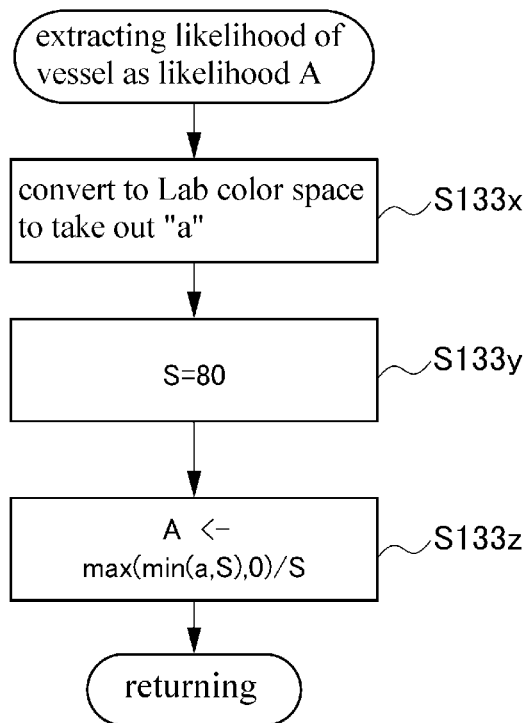 extracting likelihood of
vessel as likelihood A
convert to Lab color space
to take out "a"
S133x
S=80
S133y
A <-
max(min(a,S),0)/S
S133z
returning